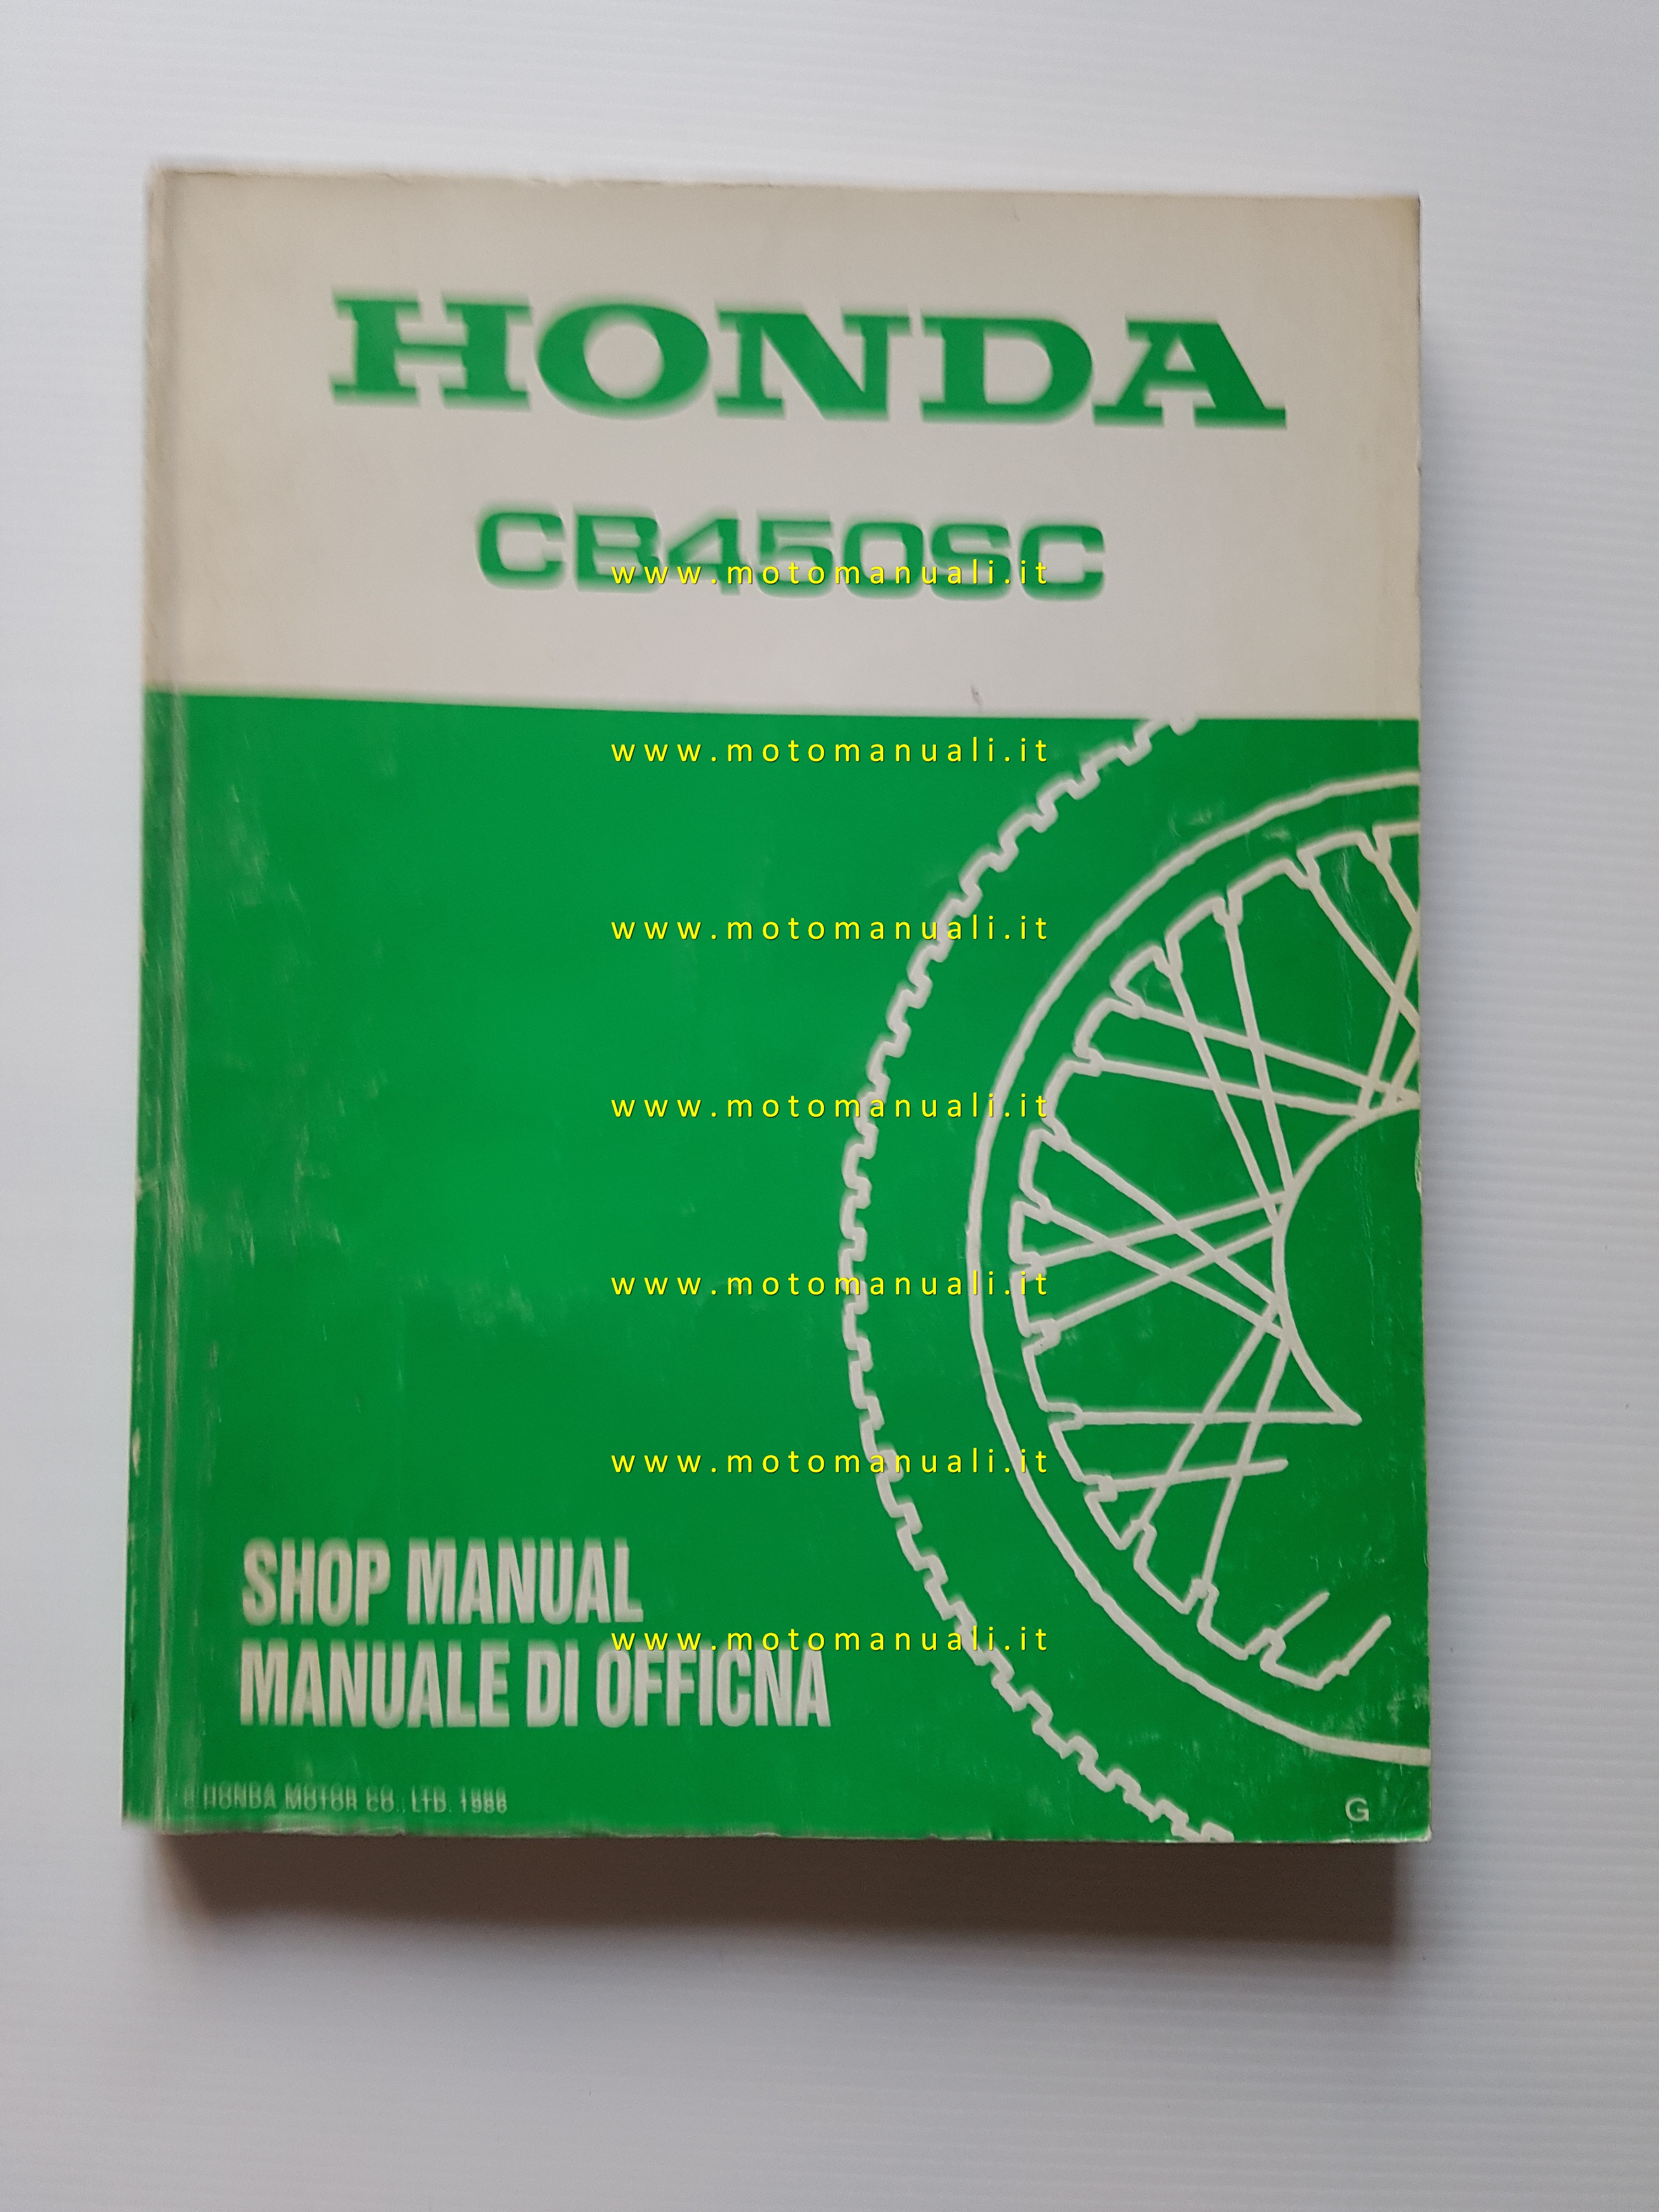 HONDA
CB450SC
www.motomanuali.it
www.motomanuali.it
www.motomanuali.it
www.motomanuali.it
www.motomanuali.it
www.motomanuali.it
SHOP MANUAL
www.motomanuali.it
MANUALE DI OFFICNA
© HONDA MOTOR CO., LTD. 1986
G